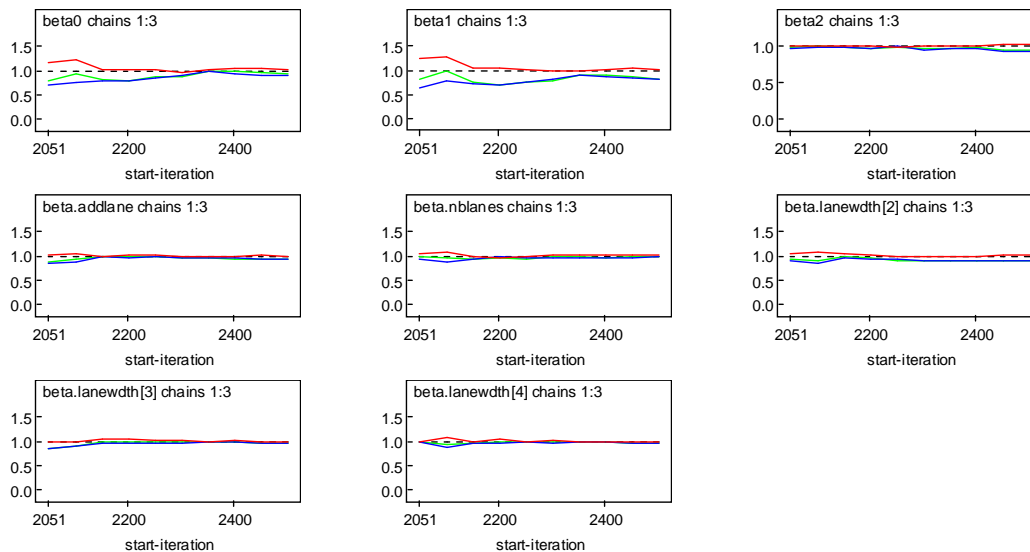 beta0 chains 1:3
1.5
1.0
0.5
0.0
2051 2200 2400
start-iteration
beta1 chains 1:3
1.5
1.0
0.5
0.0
2051 2200 2400
start-iteration
beta2 chains 1:3
1.0
0.5
0.0
2051 2200 2400
start-iteration
beta.addlane chains 1:3
1.5
1.0
0.5
0.0
2051 2200 2400
start-iteration
beta.nblanes chains 1:3
1.5
1.0
0.5
0.0
2051 2200 2400
start-iteration
beta.lanewdth[2] chains 1:3
1.5
1.0
0.5
0.0
2051 2200 2400
start-iteration
beta.lanewdth[3] chains 1:3
1.5
1.0
0.5
0.0
2051 2200 2400
start-iteration
beta.lanewdth[4] chains 1:3
1.5
1.0
0.5
0.0
2051 2200 2400
start-iteration